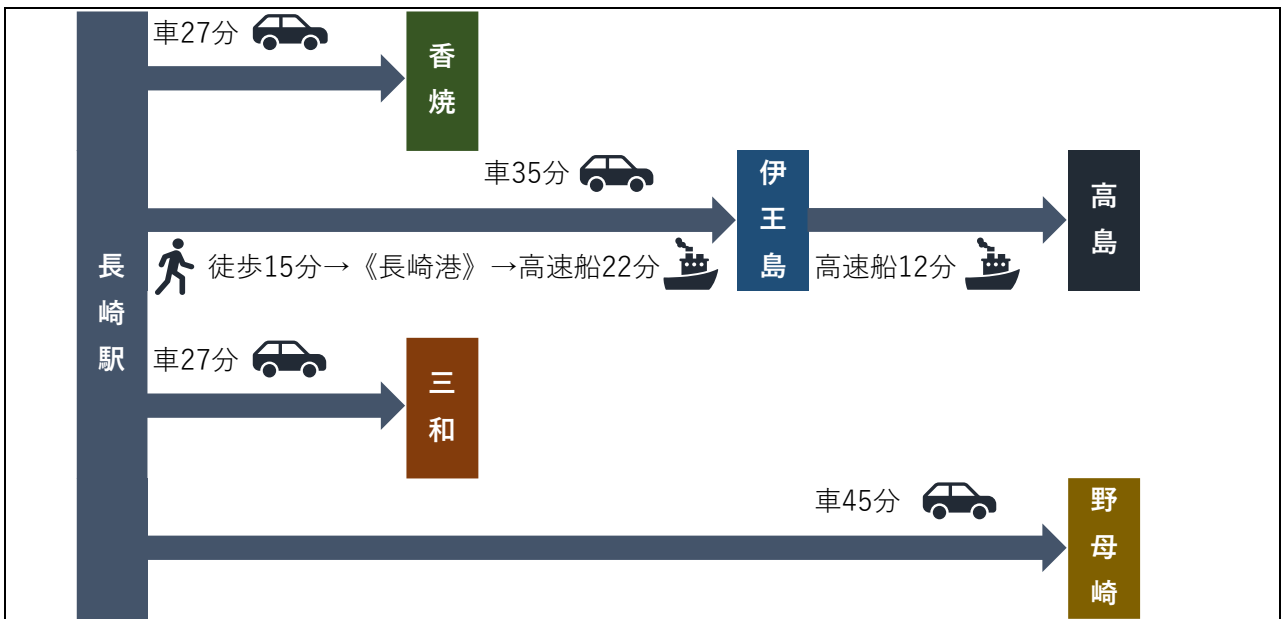 車27分
香焼
車35分
伊王島
高島
長崎駅
徒歩15分→《長崎港》→高速船22分
高速船12分
車27分
三和
車45分
野母崎